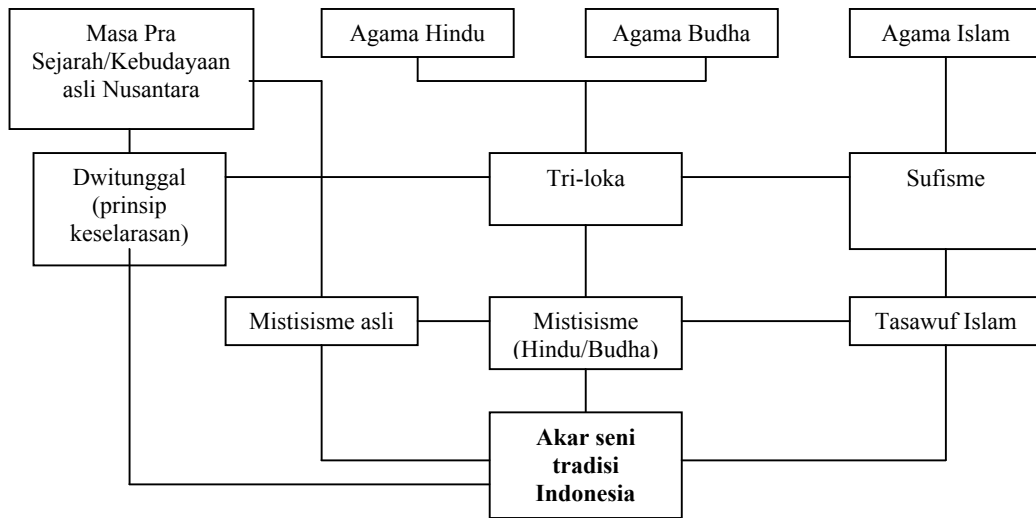 Masa Pra
Sejarah/Kebudayaan
asli Nusantara
Agama Hindu
Agama Budha
Agama Islam
Dwitunggal
(prinsip
keselarasan)
Tri-loka
Sufisme
Mistisisme asli
Mistisisme
(Hindu/Budha)
Tasawuf Islam
Akar seni
tradisi
Indonesia